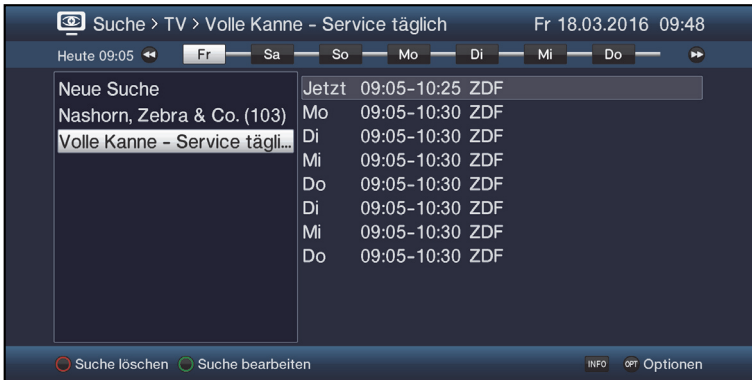 Suche > TV > Volle Kanne - Service täglich Fr 18.03.2016 09:48
Heute 09:05 Fr Sa So Mo Di Mi Do
Neue Suche
Nashorn, Zebra & Co. (103)
Volle Kanne - Service tägli...
Jetzt 09:05-10:25 ZDF
Mo 09:05-10:30 ZDF
Di 09:05-10:30 ZDF
Mi 09:05-10:30 ZDF
Do 09:05-10:30 ZDF
Di 09:05-10:30 ZDF
Mi 09:05-10:30 ZDF
Do 09:05-10:30 ZDF
Suche löschen Suche bearbeiten INFO OPT Optionen